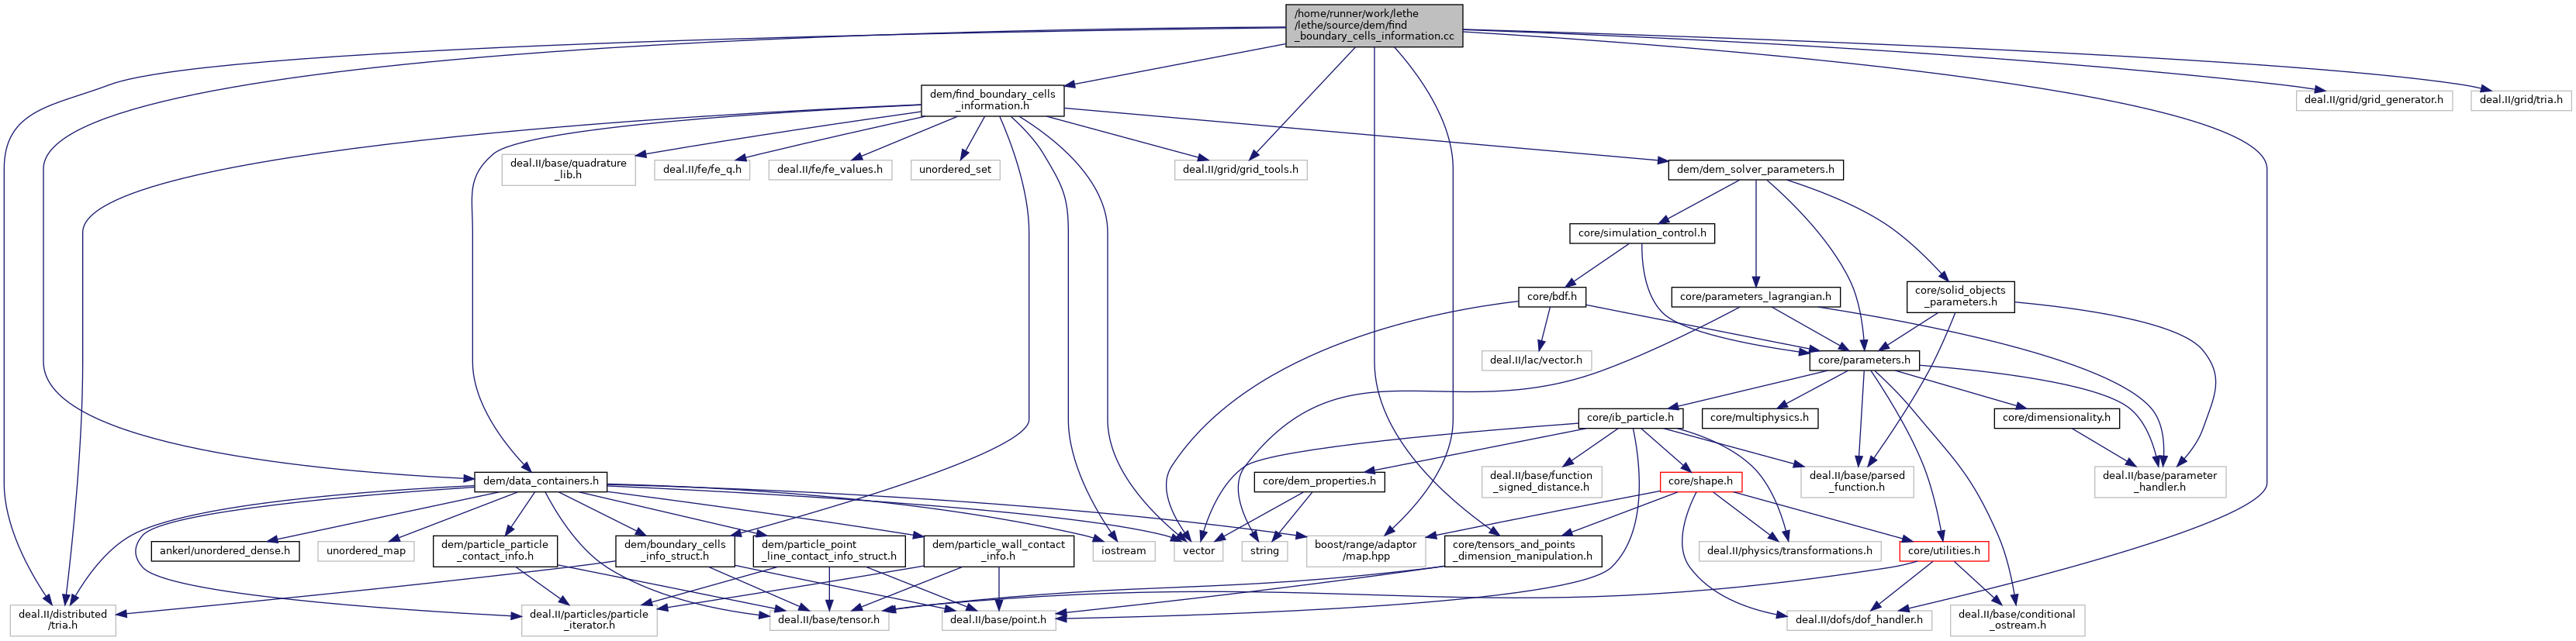 /home/runner/work/lethe
/lethe/source/dem/find
_boundary_cells_information.cc
dem/find_boundary_cells
_information.h
deal.II/grid/grid_generator.h
deal.II/grid/tria.h
deal.II/base/quadrature
_lib.h
deal.II/fe/fe_q.h
deal.II/fe/fe_values.h
unordered_set
deal.II/grid/grid_tools.h
dem/dem_solver_parameters.h
core/simulation_control.h
core/bdf.h
core/parameters_lagrangian.h
core/solid_objects
_parameters.h
deal.II/lac/vector.h
core/parameters.h
core/ib_particle.h
core/multiphysics.h
core/dimensionality.h
dem/data_containers.h
core/dem_properties.h
deal.II/base/function
_signed_distance.h
core/shape.h
deal.II/base/parsed
_function.h
deal.II/base/parameter
_handler.h
ankerl/unordered_dense.h
unordered_map
dem/particle_particle
_contact_info.h
dem/boundary_cells
_info_struct.h
dem/particle_point
_line_contact_info_struct.h
dem/particle_wall_contact
_info.h
iostream
vector
string
boost/range/adaptor
/map.hpp
core/tensors_and_points
_dimension_manipulation.h
deal.II/physics/transformations.h
core/utilities.h
deal.II/distributed
/tria.h
deal.II/particles/particle
_iterator.h
deal.II/base/tensor.h
deal.II/base/point.h
deal.II/dofs/dof_handler.h
deal.II/base/conditional
_ostream.h